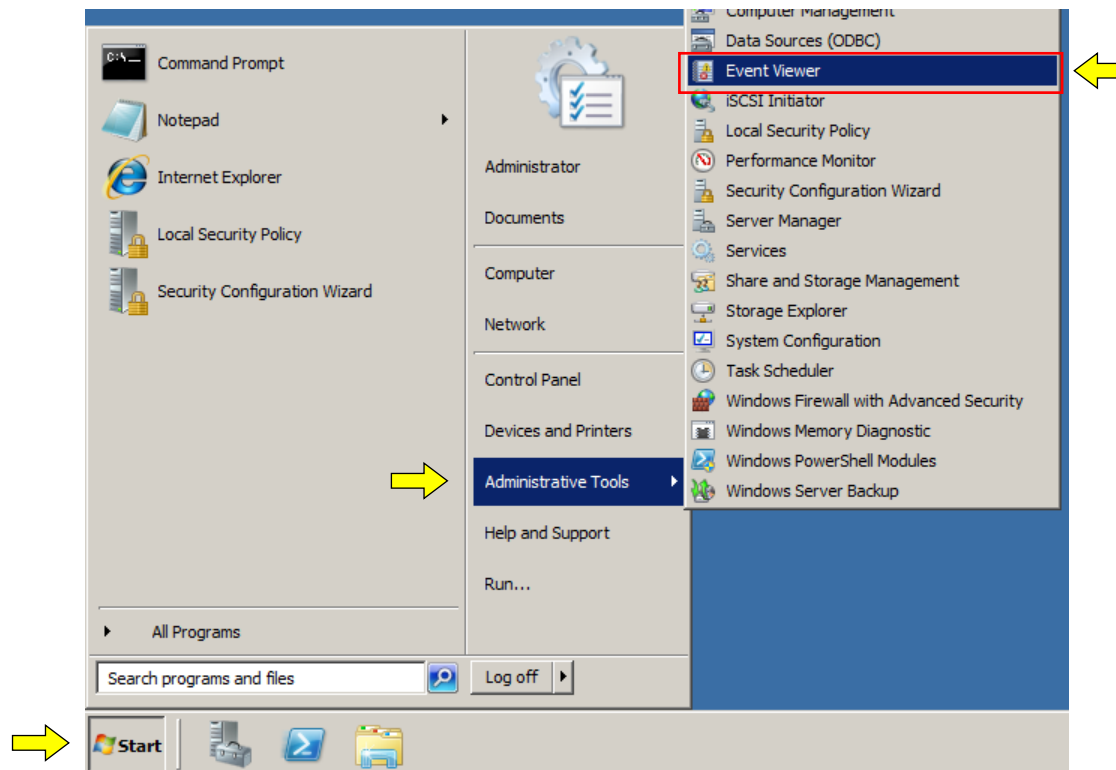 C:\
Command Prompt
Notepad
Internet Explorer
Local Security Policy
Security Configuration Wizard
All Programs
Search programs and files
Administrator
Documents
Computer
Network
Control Panel
Devices and Printers
Administrative Tools
Help and Support
Run...
Log off
Computer Management
Data Sources (ODBC)
Event Viewer
iSCSI Initiator
Local Security Policy
Performance Monitor
Security Configuration Wizard
Server Manager
Services
Share and Storage Management
Storage Explorer
System Configuration
Task Scheduler
Windows Firewall with Advanced Security
Windows Memory Diagnostic
Windows PowerShell Modules
Windows Server Backup
Start